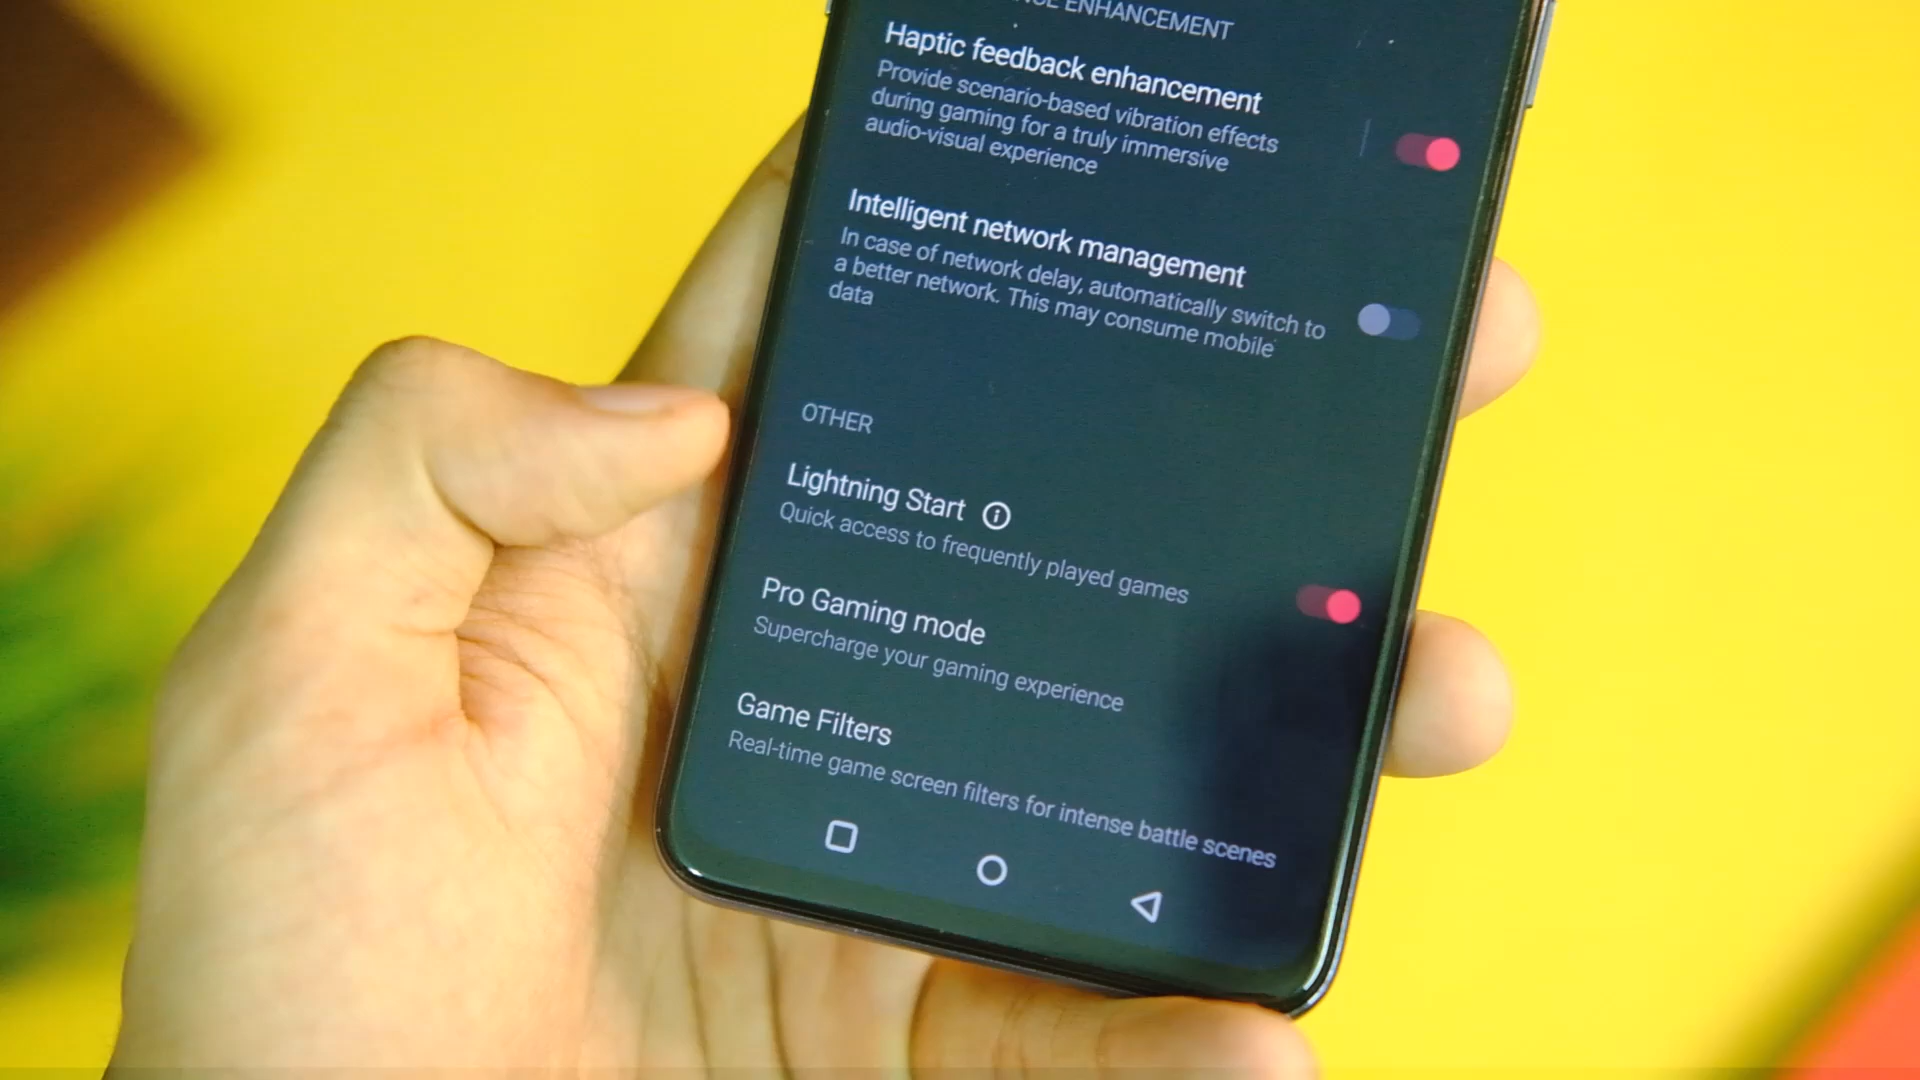 ENHANCEMENT
Haptic feedback enhancement
Provide scenario-based vibration effects
during gaming for a truly immersive
audio-visual experience
Intelligent network management
In case of network delay, automatically switch to
a better network. This may consume mobile
data
OTHER
Lightning Start
Quick access to frequently played games
Pro Gaming mode
Supercharge your gaming experience
Game Filters
Real-time game screen filters for intense battle scenes